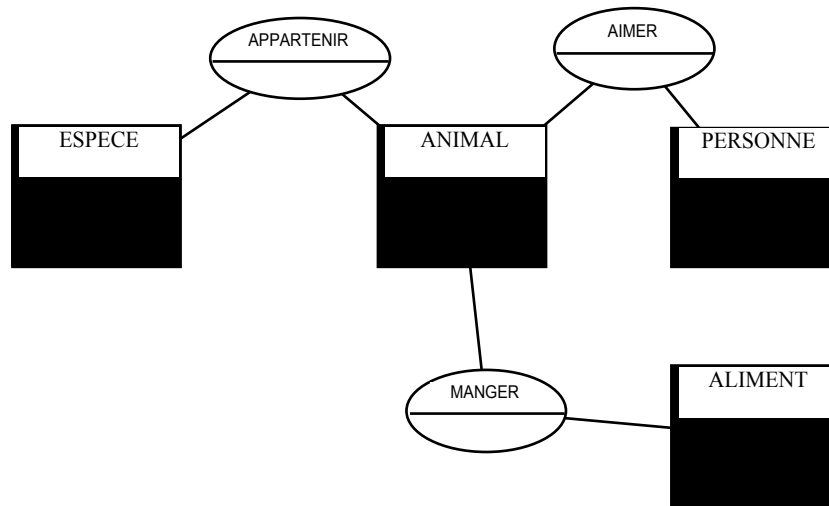 APPARTENIR
AIMER
ESPECE
ANIMAL
PERSONNE
MANGER
ALIMENT